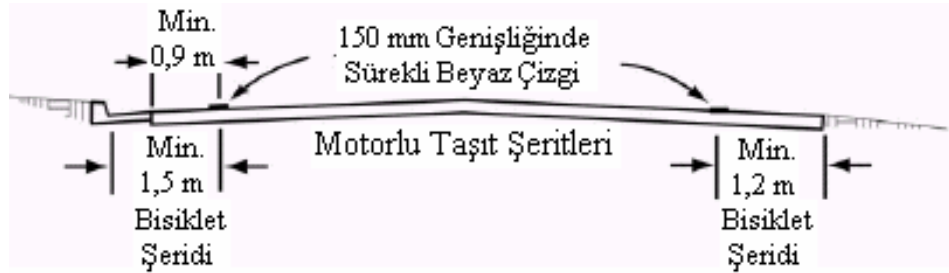 Min.
0,9 m
150 mm Genişliğinde
Sürekli Beyaz Çizgi
Motorlu Taşıt Şeritleri
Min.
1,5 m
Bisiklet
Şeridi
Min.
1,2 m
Bisiklet
Şeridi